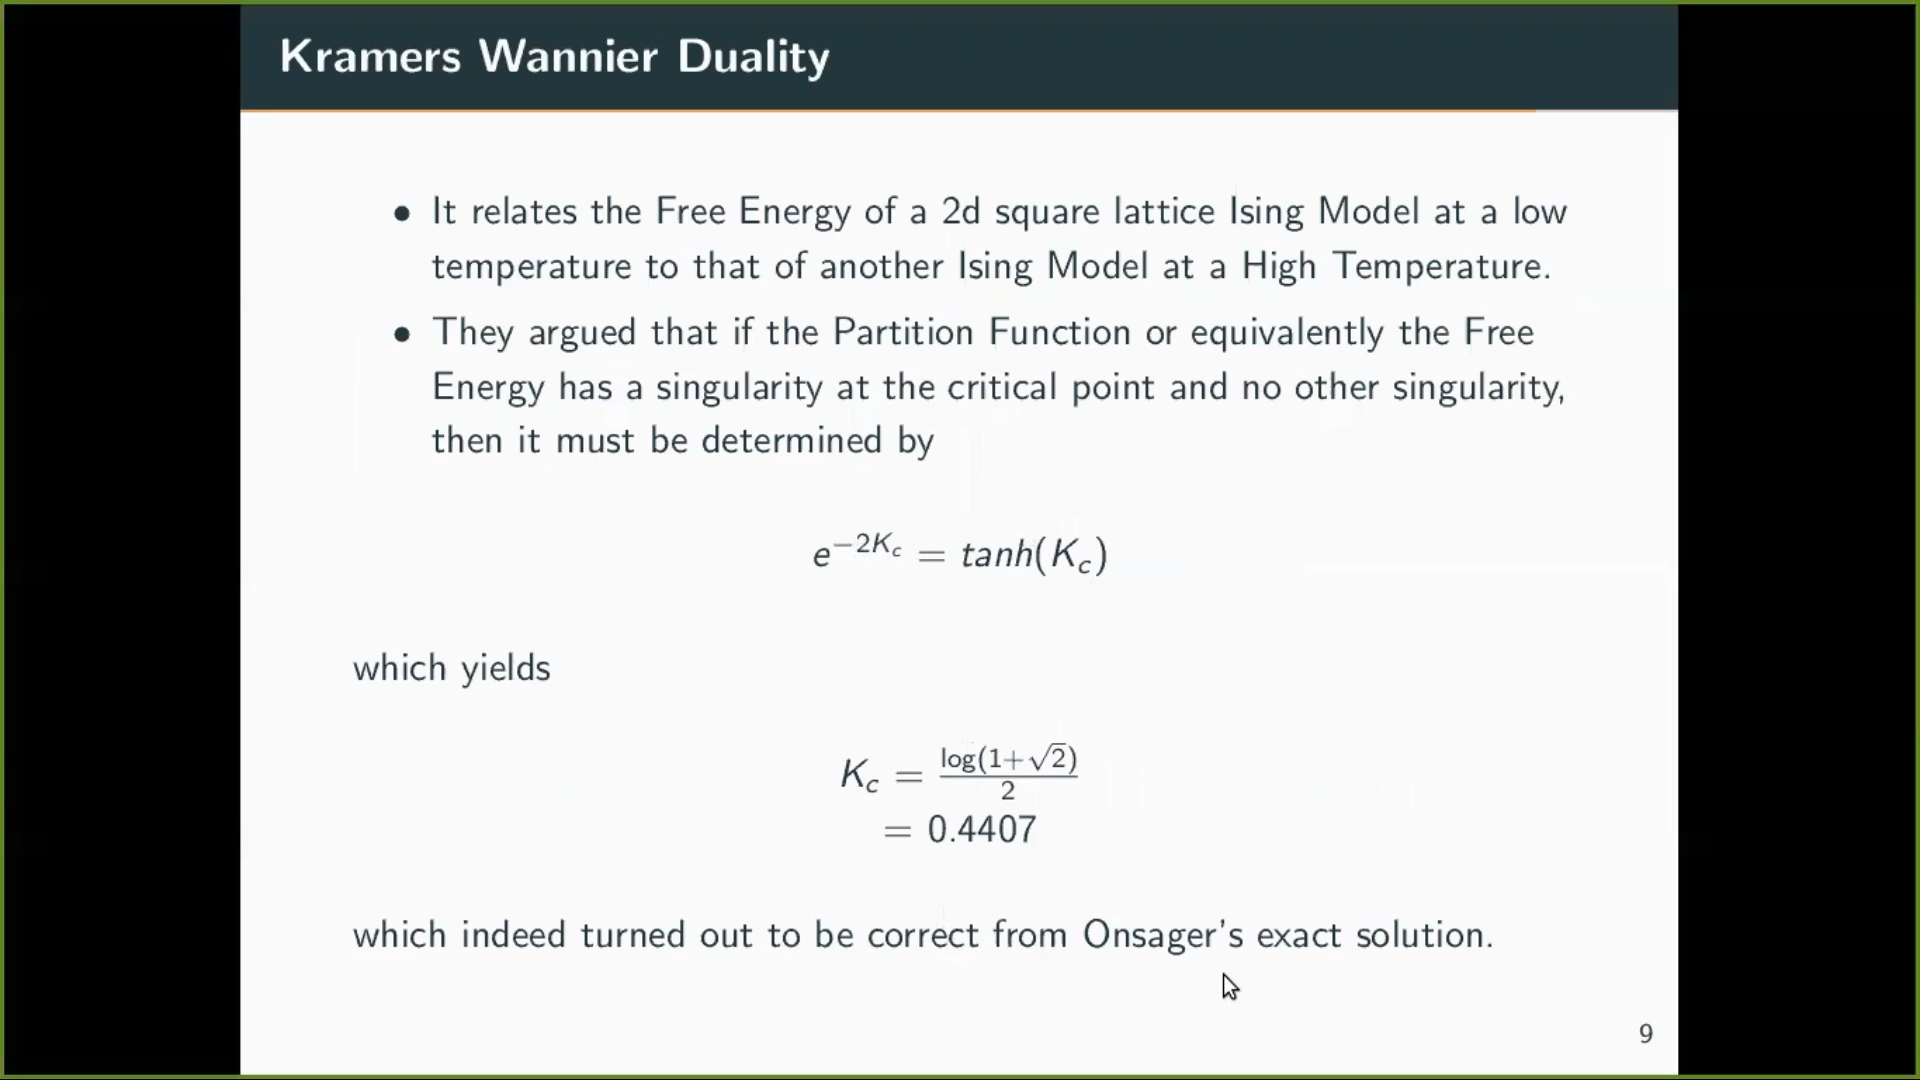 Kramers Wannier Duality
• It relates the Free Energy of a 2d square lattice Ising Model at a low
temperature to that of another Ising Model at a High Temperature.
• They argued that if the Partition Function or equivalently the Free
Energy has a singularity at the critical point and no other singularity,
then it must be determined by
e^{-2K_c} = tanh(K_c)
which yields
K_c = \frac{log(1+√2)}{2}
= 0.4407
which indeed turned out to be correct from Onsager's exact solution.
9